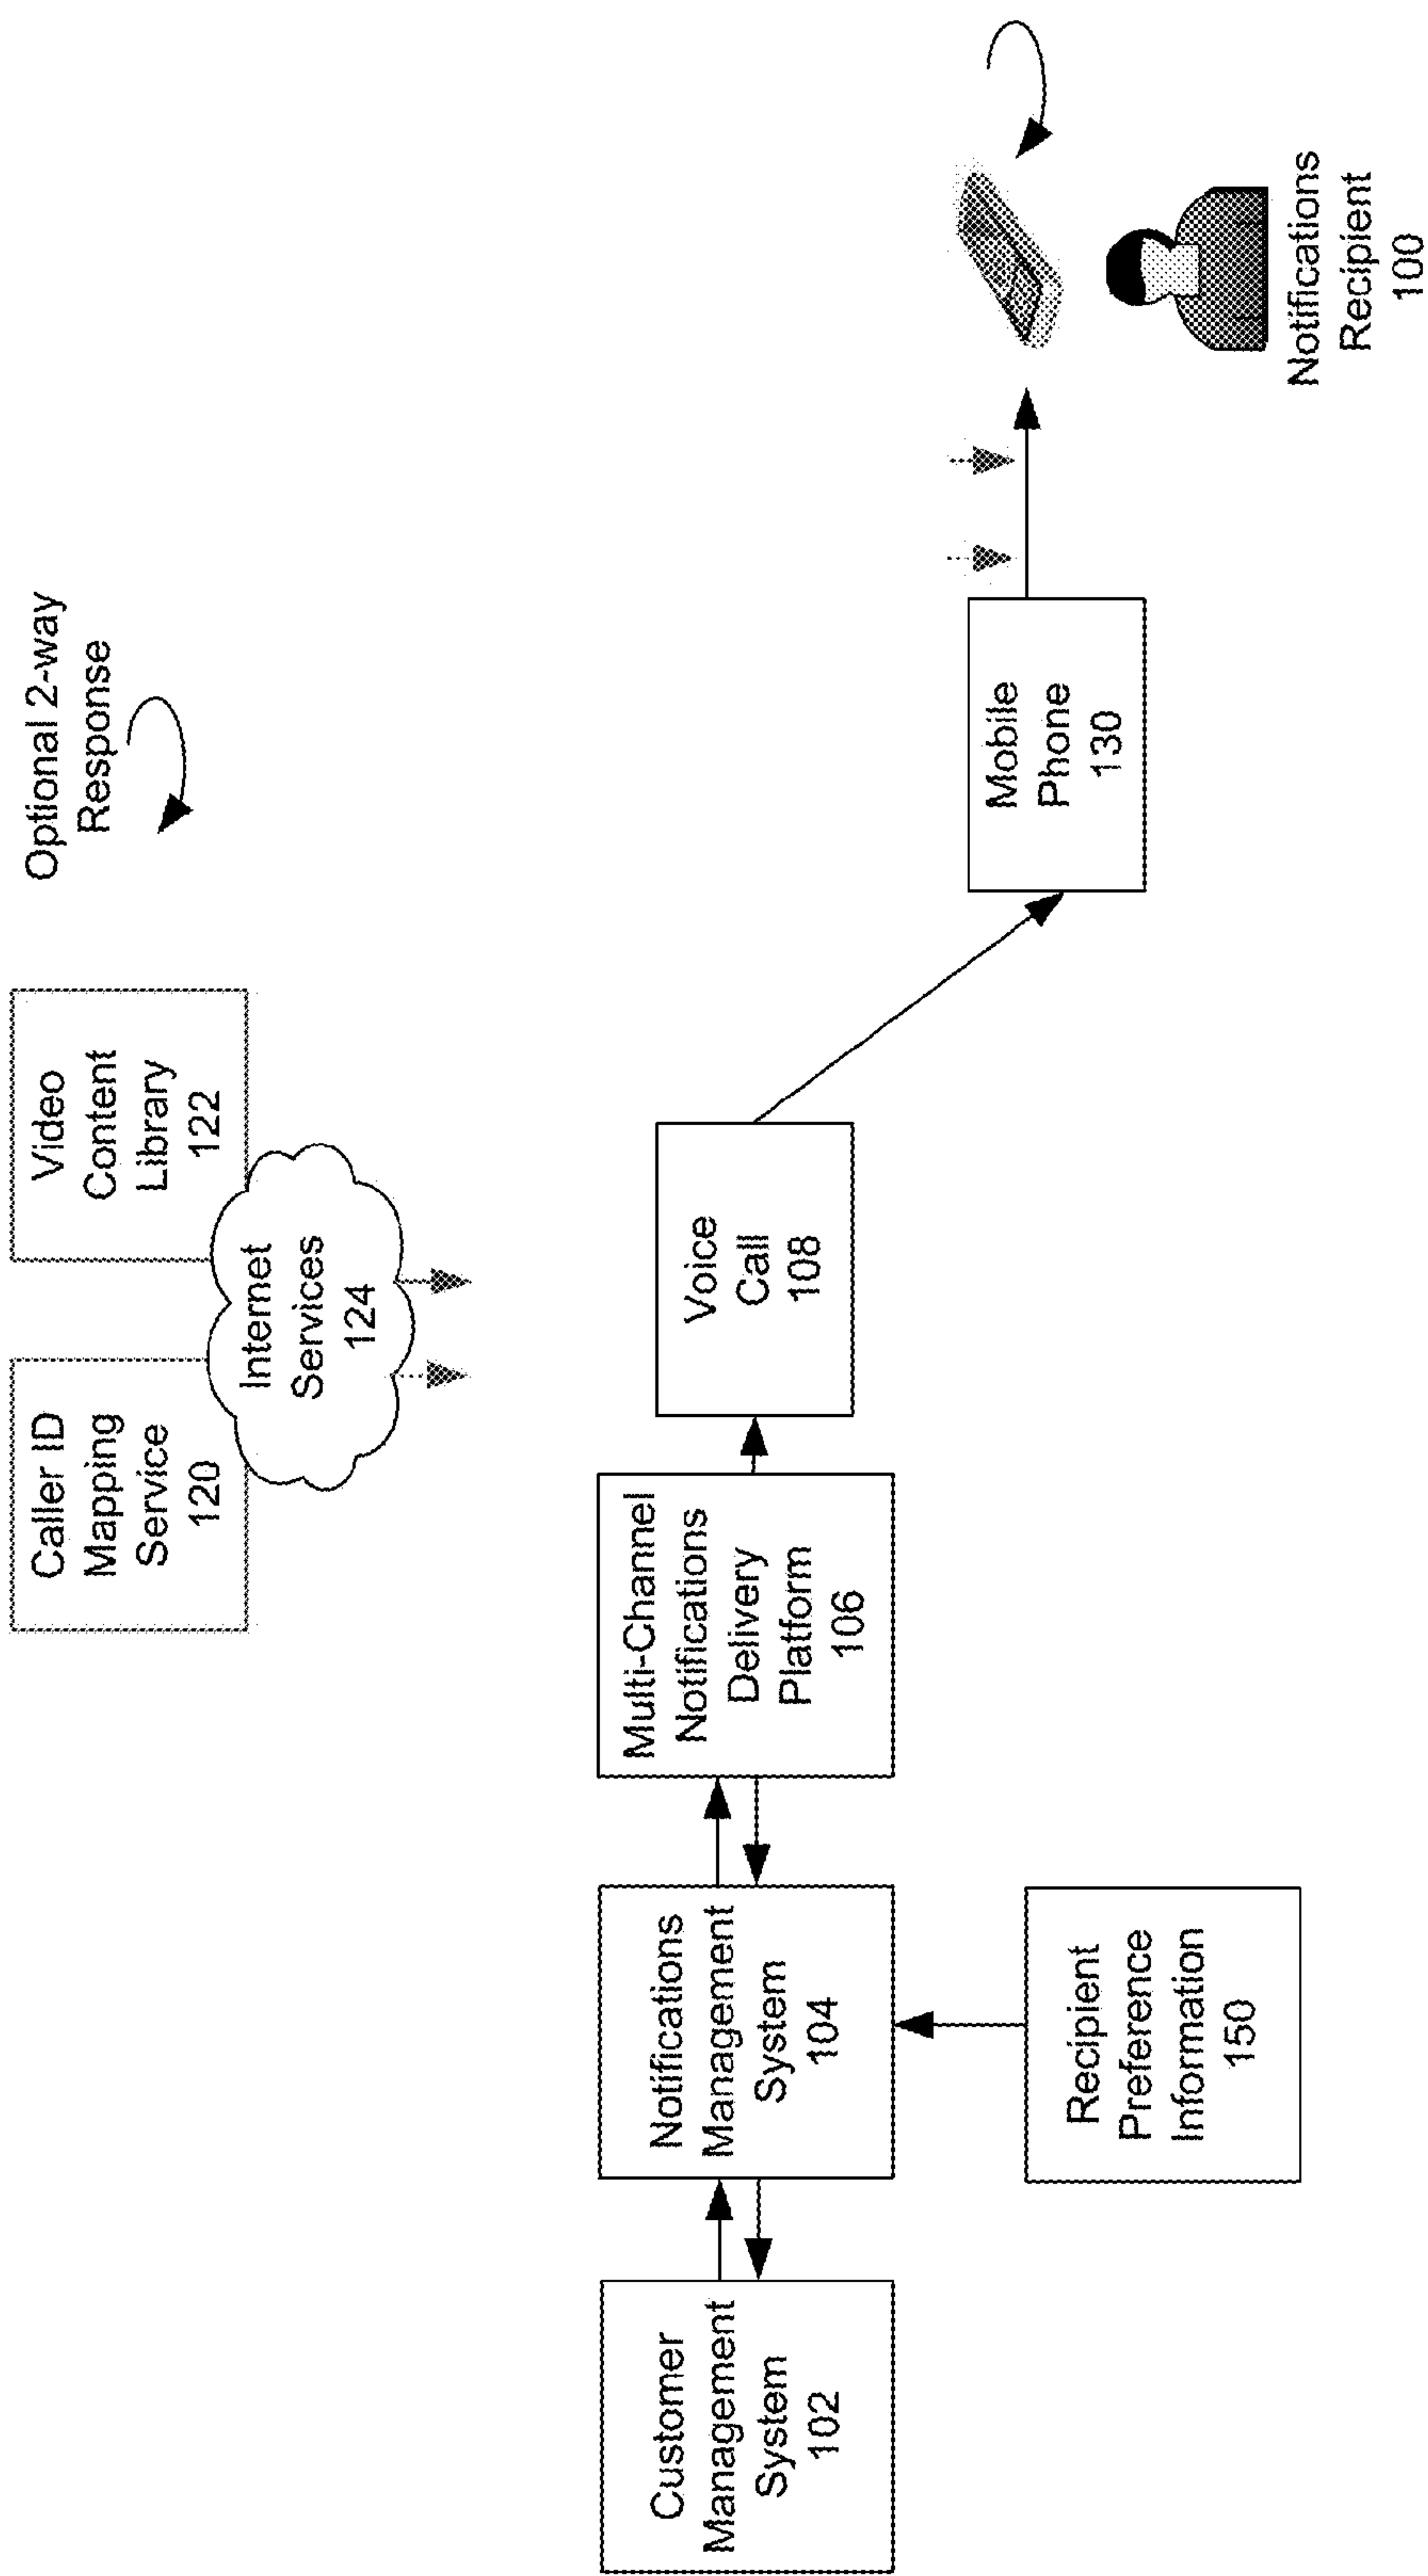 Optional 2-way
Response
Caller ID
Mapping
Service
120
Video
Content
Library
122
Internet
Services
124
Customer
Management
System
102
Notifications
Management
System
104
Multi-Channel
Notifications
Delivery
Platform
106
Voice
Call
108
Mobile
Phone
130
Recipient
Preference
Information
150
Notifications
Recipient
100